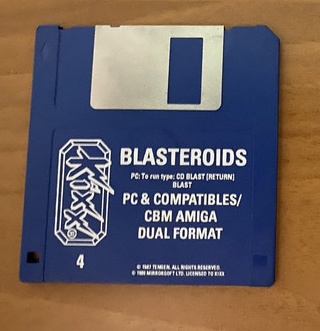 BLASTEROIDS
PC: To run type: CD BLAST [RETURN]
BLAST
PC & COMPATIBLES/
CBM AMIGA
DUAL FORMAT
Kixx
4
© 1987 TENGEN. ALL RIGHTS RESERVED.
MIRRORSOFT LTD. LICENSED TO KIXX